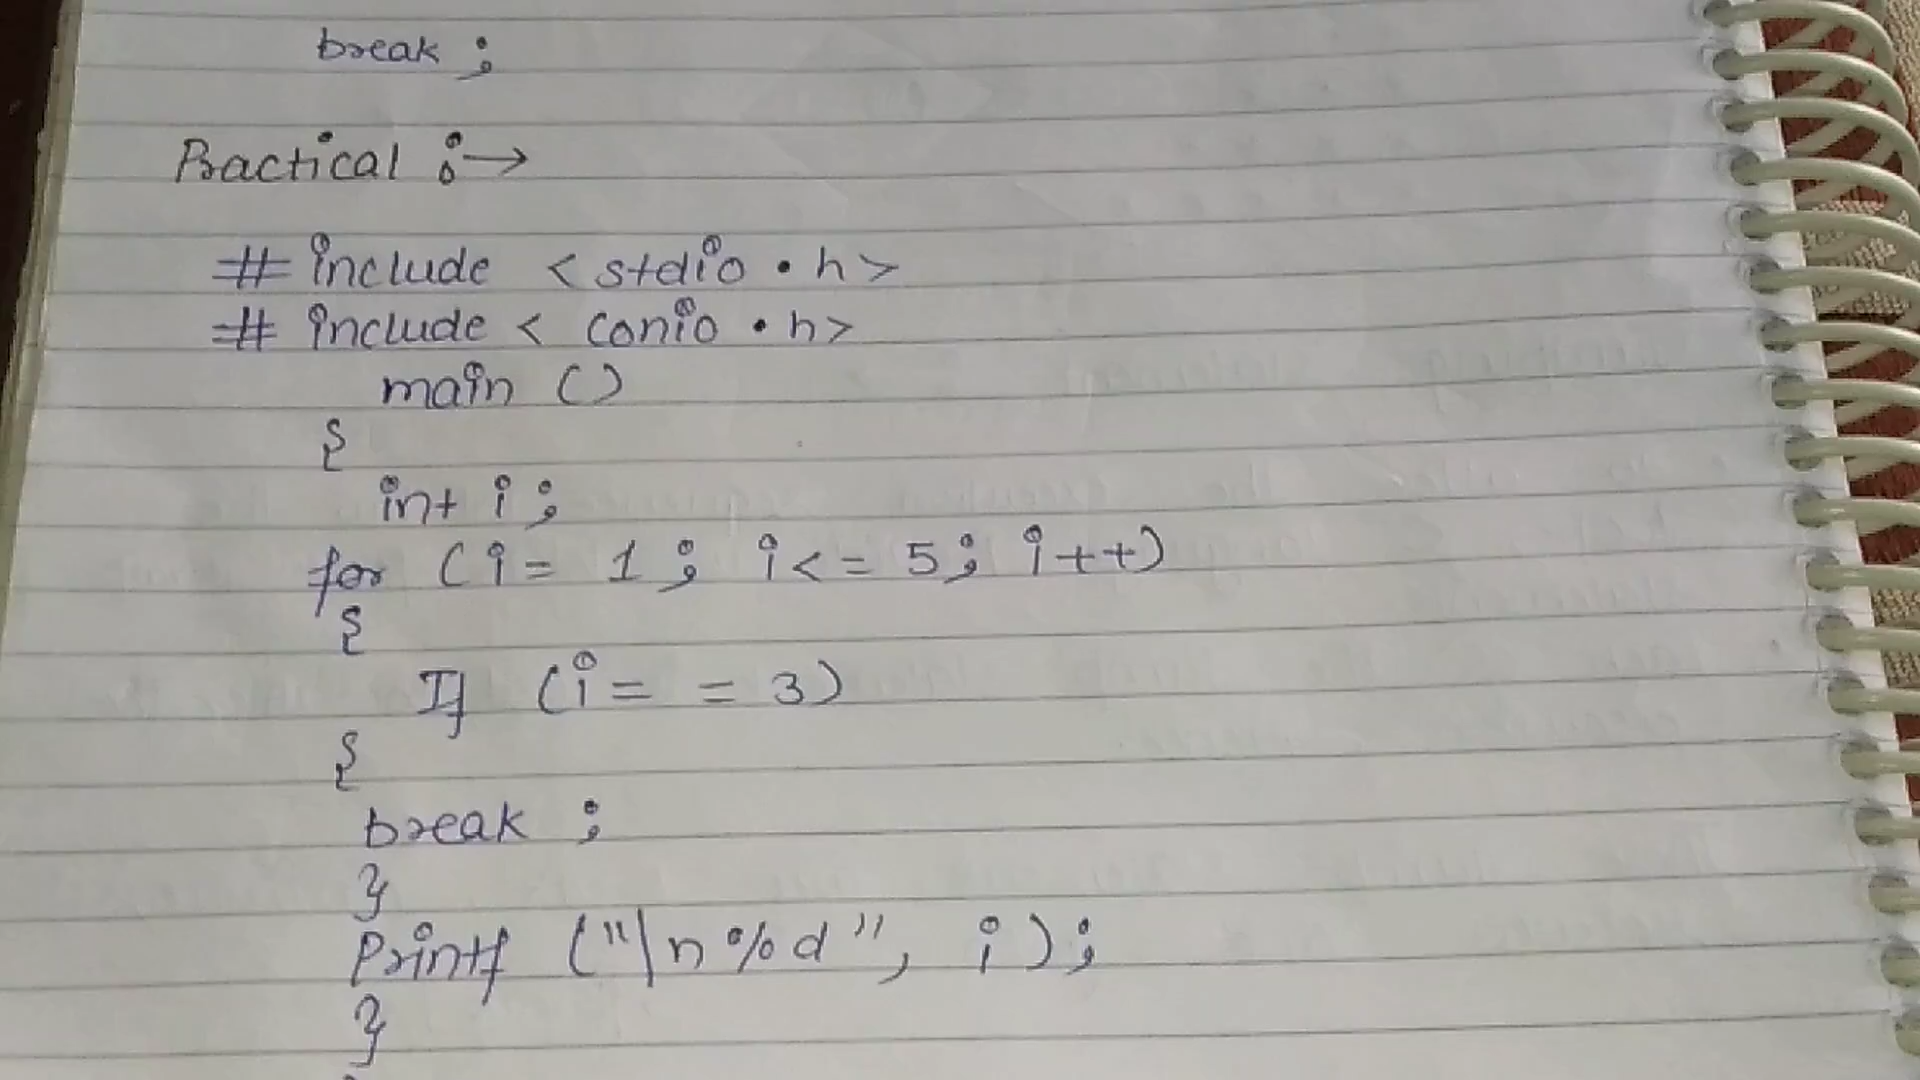 break ;
Practical :→
# include < stdio . h>
# include < conio . h>
main ()
{
int i ;
for ( i = 1 ; i < = 5 ; i + +)
{
If ( i = = 3 )
{
break ;
}
Printf ("\n %d ", i ) ;
}